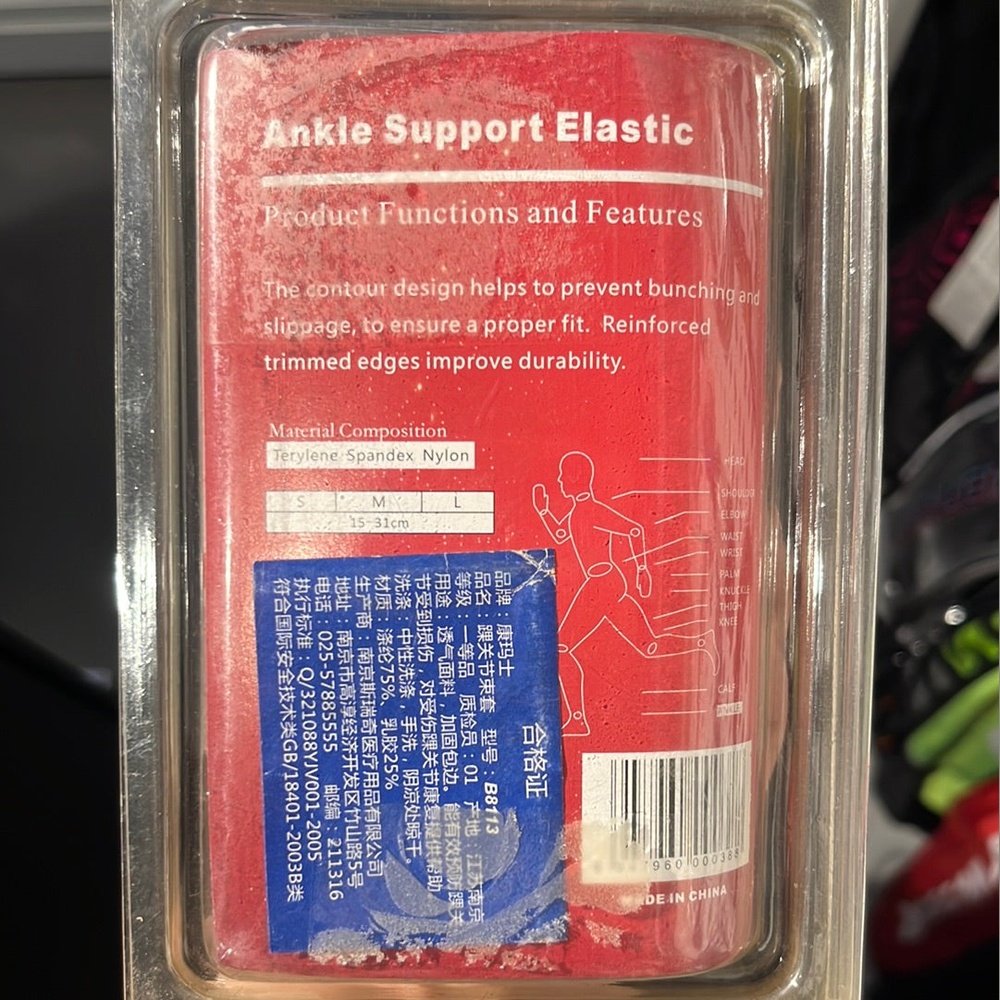 Ankle Support Elastic
Product Functions and Features
The contour design helps to prevent bunching and
slippage, to ensure a proper fit. Reinforced
trimmed edges improve durability.
Material Composition
Terylene Spandex Nylon
S M L
15-31cm
HEAD
SHOULDER
ELBOW
WAIST
WRIST
PALM
KNUCKLE
THIGH
KNEE
CALF
ANKLE
合格证
品牌：康玛士
品名：踝关节束套 型号：B8113
等级：一等品 质检员：01 产地：江苏南京
用途：透气面料，加固包边。能有效预防踝关
节受到损伤，对受伤踝关节康复提供帮助
洗涤：中性洗涤，手洗，阴凉处晾干。
材质：涤纶75%、乳胶25%
生产商：南京斯瑞奇医疗用品有限公司
地址：南京市高淳经济开发区竹山路5号
电话：025-57885555 邮编：211316
执行标准：Q/321088YJV001-2005
符合国际安全技术类GB/18401-2003B类
960 000388
MADE IN CHINA